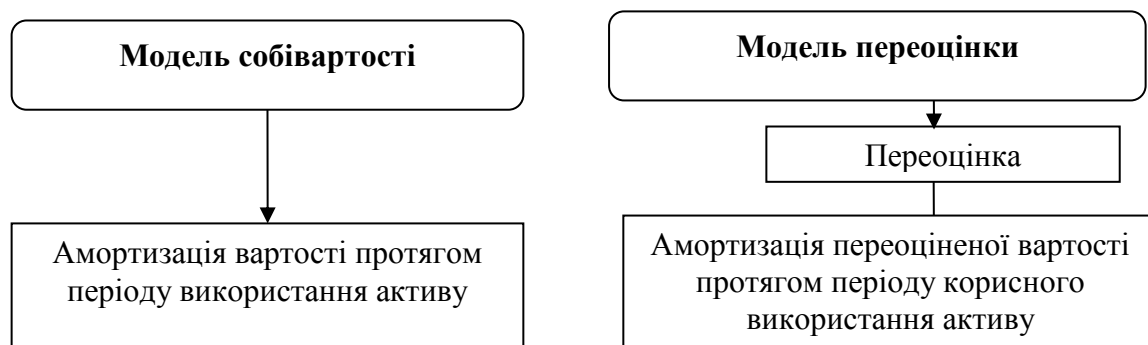 Модель собівартості
Амортизація вартості протягом
періоду використання активу
Модель переоцінки
Переоцінка
Амортизація переоціненої вартості
протягом періоду корисного
використання активу